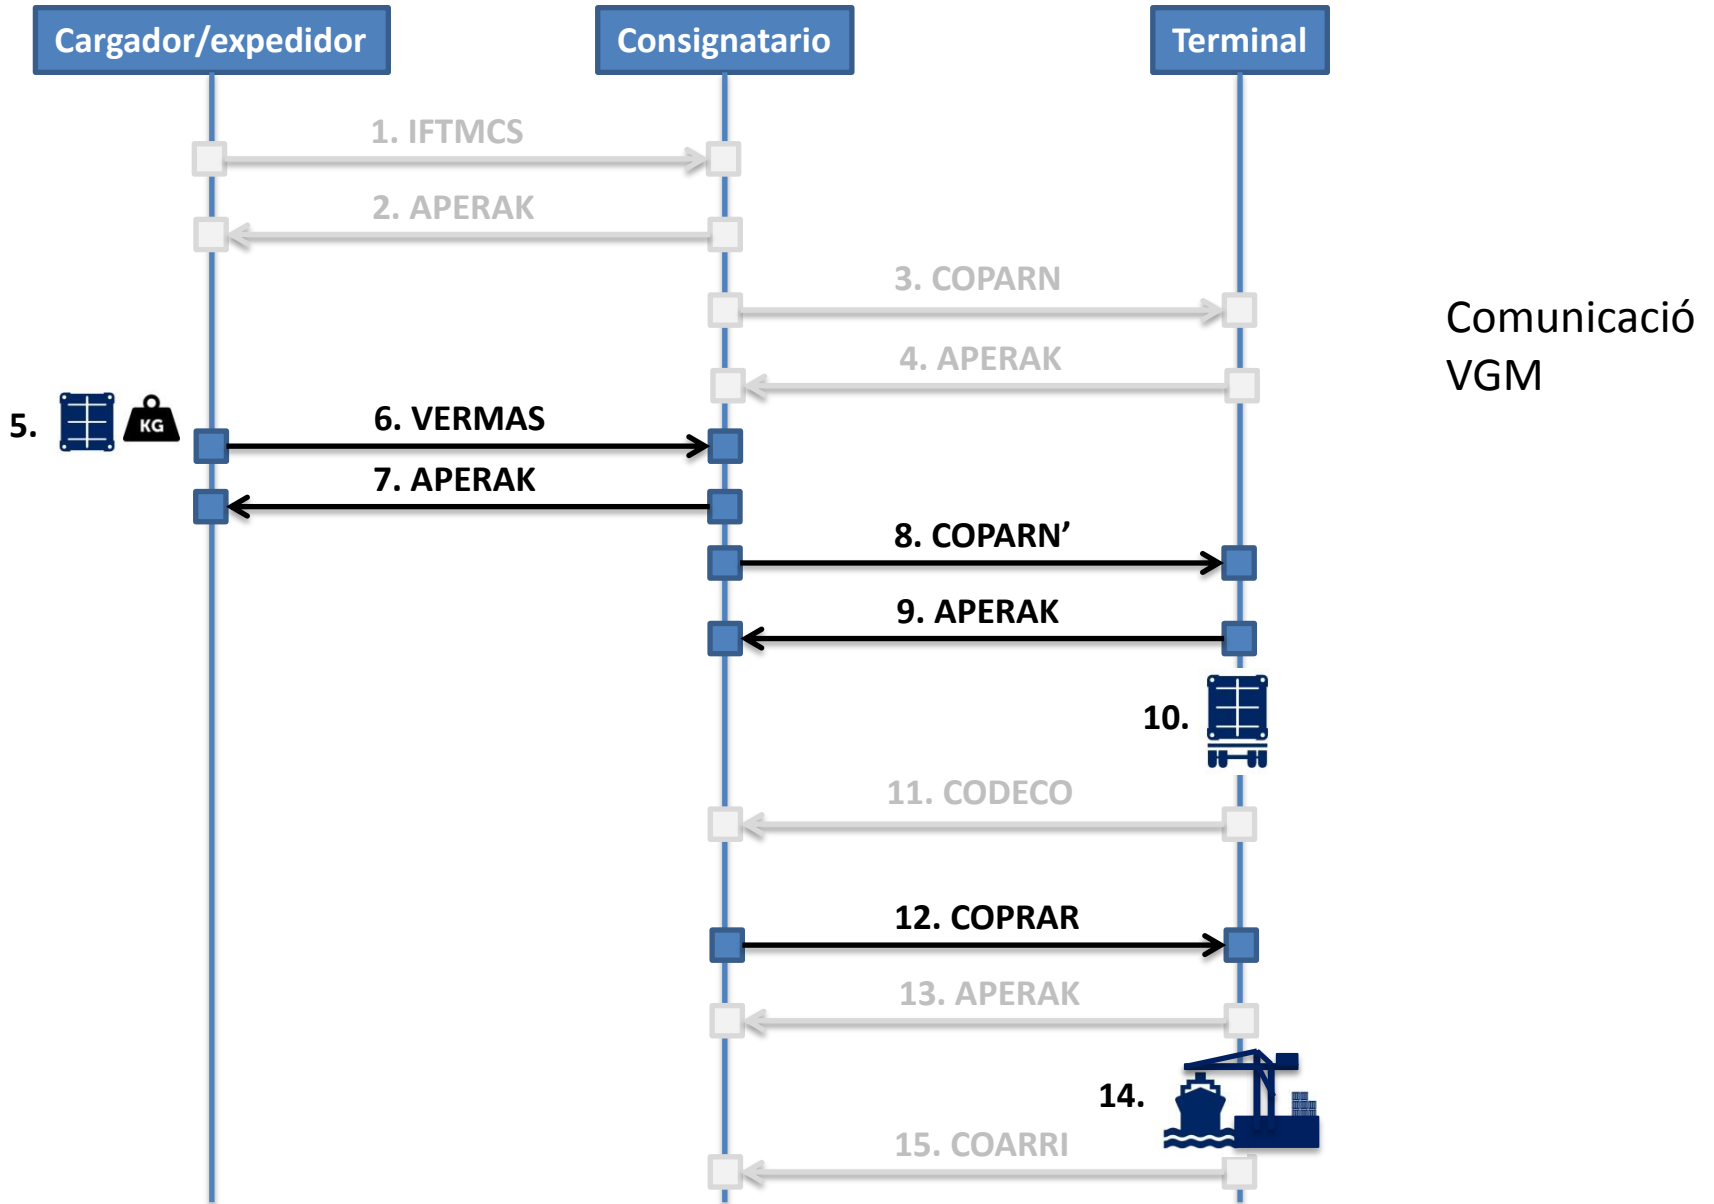 Cargador/expedidor
Consignatario
Terminal
1. IFTMCS
2. APERAK
3. COPARN
Comunicació
VGM
4. APERAK
5.
KG
6. VERMAS
7. APERAK
8. COPARN’
9. APERAK
10.
11. CODECO
12. COPRAR
13. APERAK
14.
15. COARRI